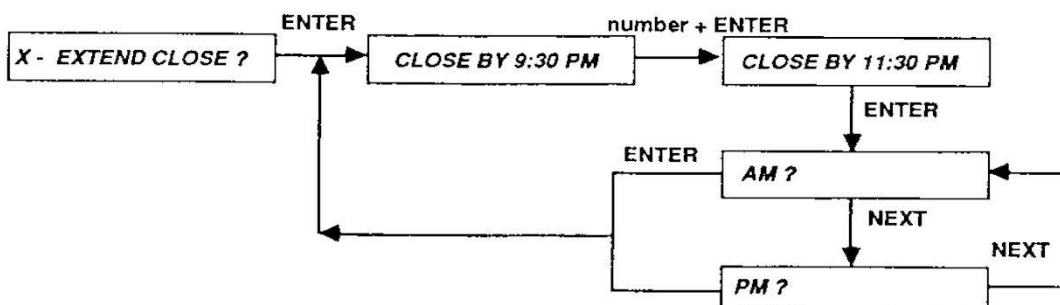 ENTER
number + ENTER
X - EXTEND CLOSE ?
CLOSE BY 9:30 PM
CLOSE BY 11:30 PM
ENTER
ENTER
AM ?
NEXT
NEXT
PM ?